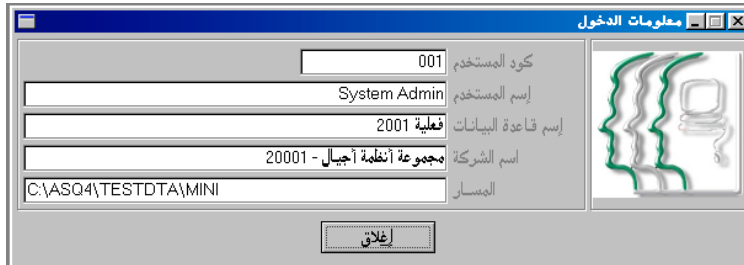 معلومات الدخول
كود المستخدم 001
إسم المستخدم System Admin
إسم قاعدة البيانات فعلية 2001
اسم الشركة مجموعة أنظمة أجيال - 20001
المسار C:\ASQ4\TESTDTA\MINI
إغلاق